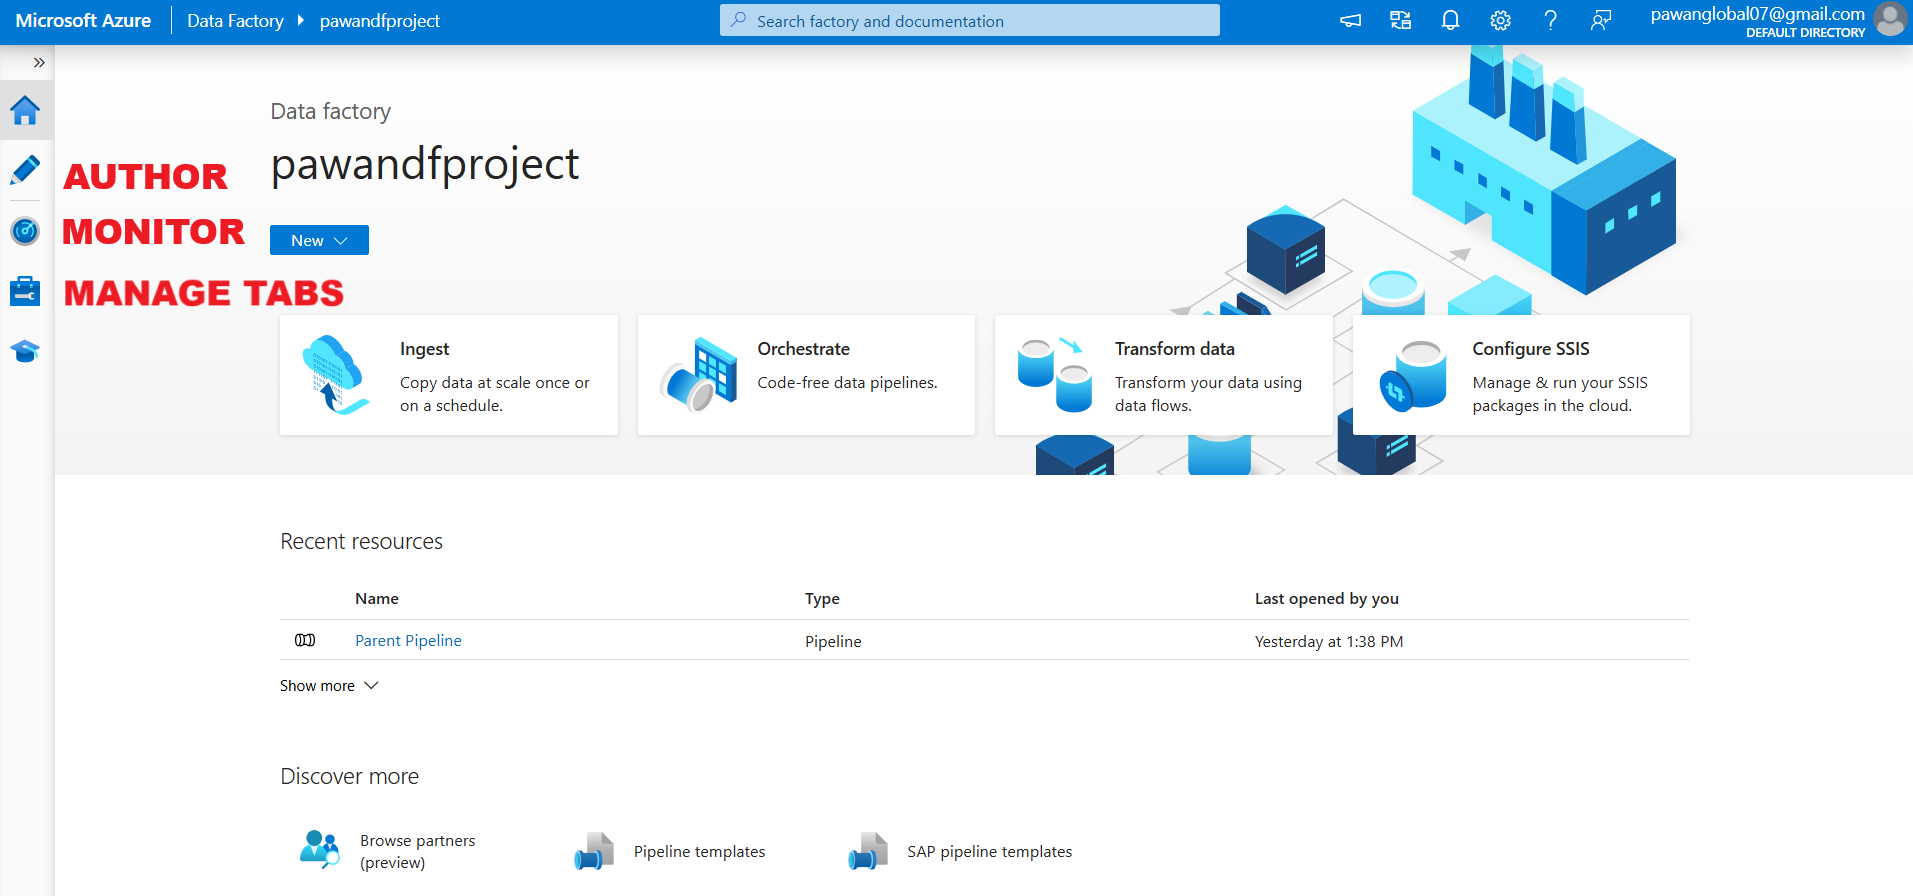 Microsoft Azure
Data Factory
pawandfproject
Search factory and documentation
pawanglobal07@gmail.com
DEFAULT DIRECTORY
Data factory
pawandfproject
AUTHOR
MONITOR
New
MANAGE TABS
Ingest
Copy data at scale once or
on a schedule.
Orchestrate
Code-free data pipelines.
Transform data
Transform your data using
data flows.
Configure SSIS
Manage & run your SSIS
packages in the cloud.
Recent resources
Name Type Last opened by you
Parent Pipeline Pipeline Yesterday at 1:38 PM
Show more
Discover more
Browse partners
(preview)
Pipeline templates
SAP pipeline templates